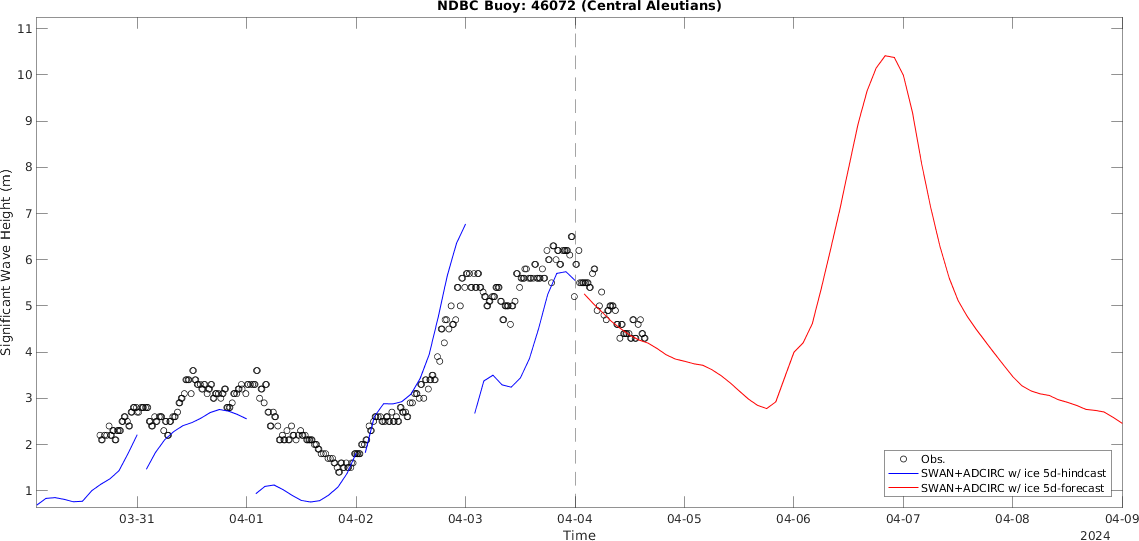 NDBC Buoy: 46072 (Central Aleutians)
11
10
9
8
7
6
5
4
3
2
1
Significant Wave Height (m)
Obs.
SWAN+ADCIRC w/ ice 5d-hindcast
SWAN+ADCIRC w/ ice 5d-forecast
03-31 04-01 04-02 04-03 04-04 04-05 04-06 04-07 04-08 04-09
Time
2024